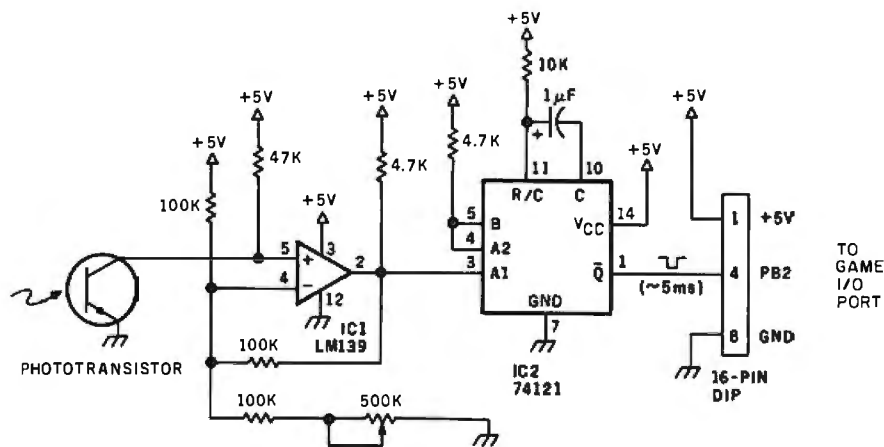 +5V
10K
1μF
+
+5V
+5V
+5V
+5V
+5V
+5V
100K
47K
4.7K
4.7K
+5V
11
10
R/C
C
5
B
4
A2
3
A1
VCC
14
Q̅
1
(~5ms)
GND
7
IC2
74121
5
+
4
−
3
2
12
IC1
LM139
PHOTOTRANSISTOR
100K
100K
500K
1
+5V
4
PB2
8
GND
16-PIN
DIP
TO
GAME
I/O
PORT